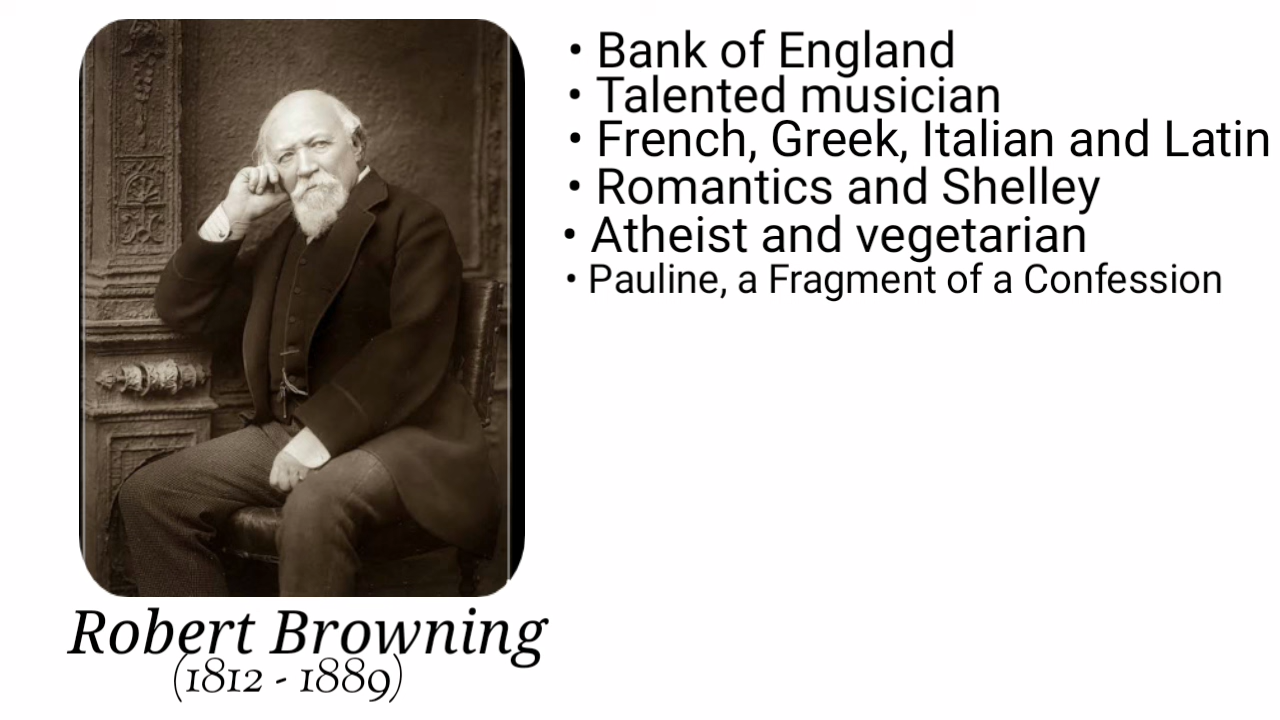 • Bank of England
• Talented musician
• French, Greek, Italian and Latin
• Romantics and Shelley
• Atheist and vegetarian
• Pauline, a Fragment of a Confession
Robert Browning
(1812 - 1889)